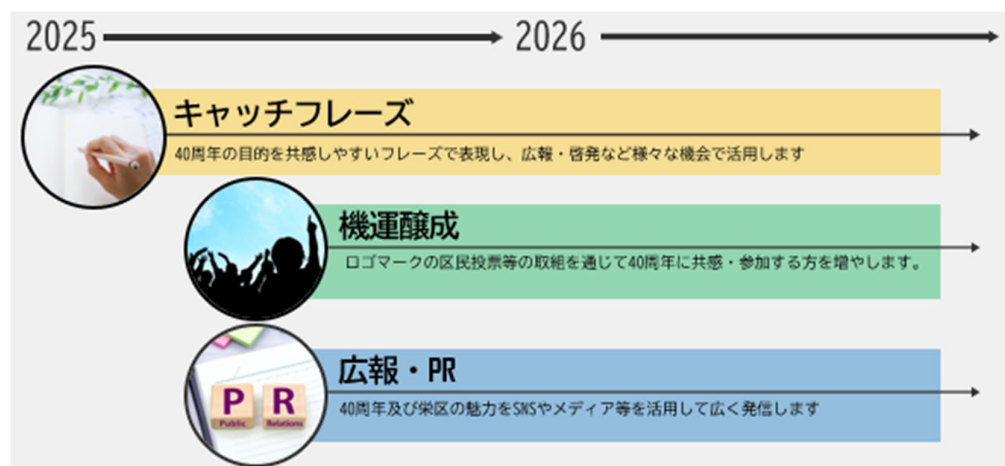 2025 2026
キャッチフレーズ
40周年の目的を共感しやすいフレーズで表現し、広報・啓発など様々な機会で活用します
機運醸成
ロゴマークの区民投票等の取組を通じて40周年に共感・参加する方を増やします。
広報・PR
40周年及び栄区の魅力をSNSやメディア等を活用して広く発信します
P R
Public Relations